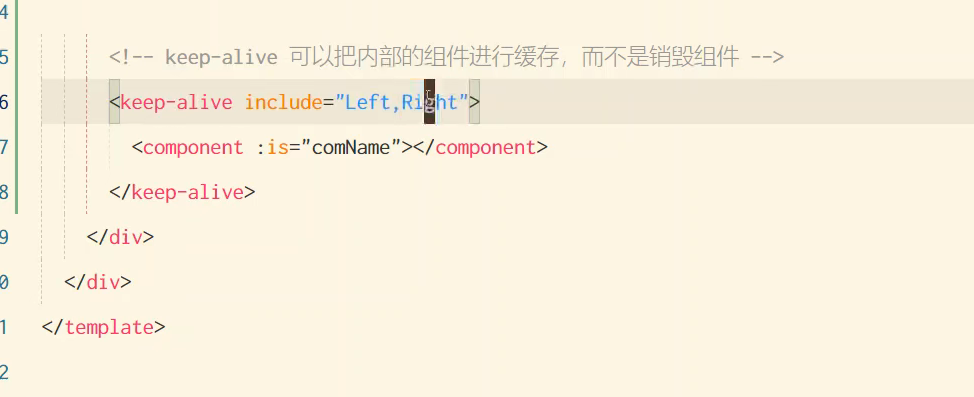 4
5 <!-- keep-alive 可以把内部的组件进行缓存，而不是销毁组件 -->
6 <keep-alive include="Left,Right">
7 <component :is="comName"></component>
8 </keep-alive>
9 </div>
0 </div>
1 </template>
2